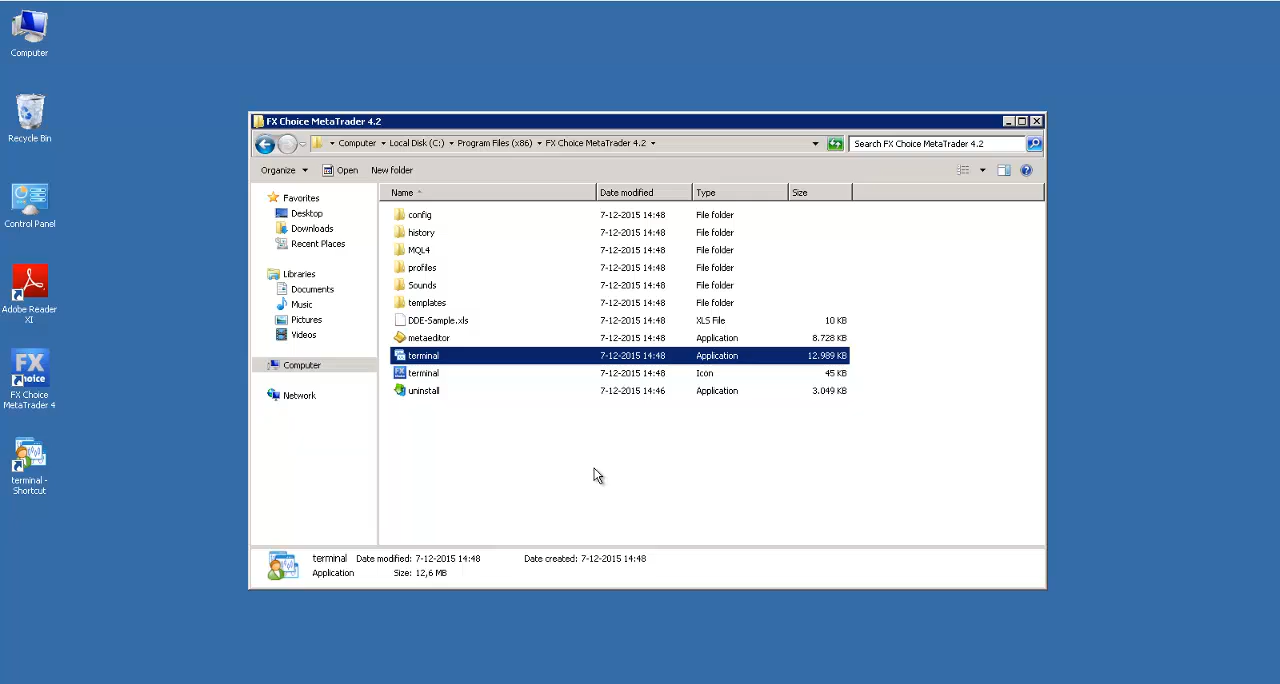 Computer
Recycle Bin
Control Panel
Adobe Reader
XI
FX
Choice
FX Choice
MetaTrader 4
terminal -
Shortcut
FX Choice MetaTrader 4.2
Computer Local Disk (C:) Program Files (x86) FX Choice MetaTrader 4.2
Search FX Choice MetaTrader 4.2
Organize Open New folder
Favorites
Desktop
Downloads
Recent Places
Libraries
Documents
Music
Pictures
Videos
Computer
Network
Name Date modified Type Size
config 7-12-2015 14:48 File folder
history 7-12-2015 14:48 File folder
MQL4 7-12-2015 14:48 File folder
profiles 7-12-2015 14:48 File folder
Sounds 7-12-2015 14:48 File folder
templates 7-12-2015 14:48 File folder
DDE-Sample.xls 7-12-2015 14:48 XLS File 10 KB
metaeditor 7-12-2015 14:48 Application 8.728 KB
terminal 7-12-2015 14:48 Application 12.989 KB
terminal 7-12-2015 14:48 Icon 45 KB
uninstall 7-12-2015 14:46 Application 3.049 KB
terminal Date modified: 7-12-2015 14:48 Date created: 7-12-2015 14:48
Application Size: 12,6 MB